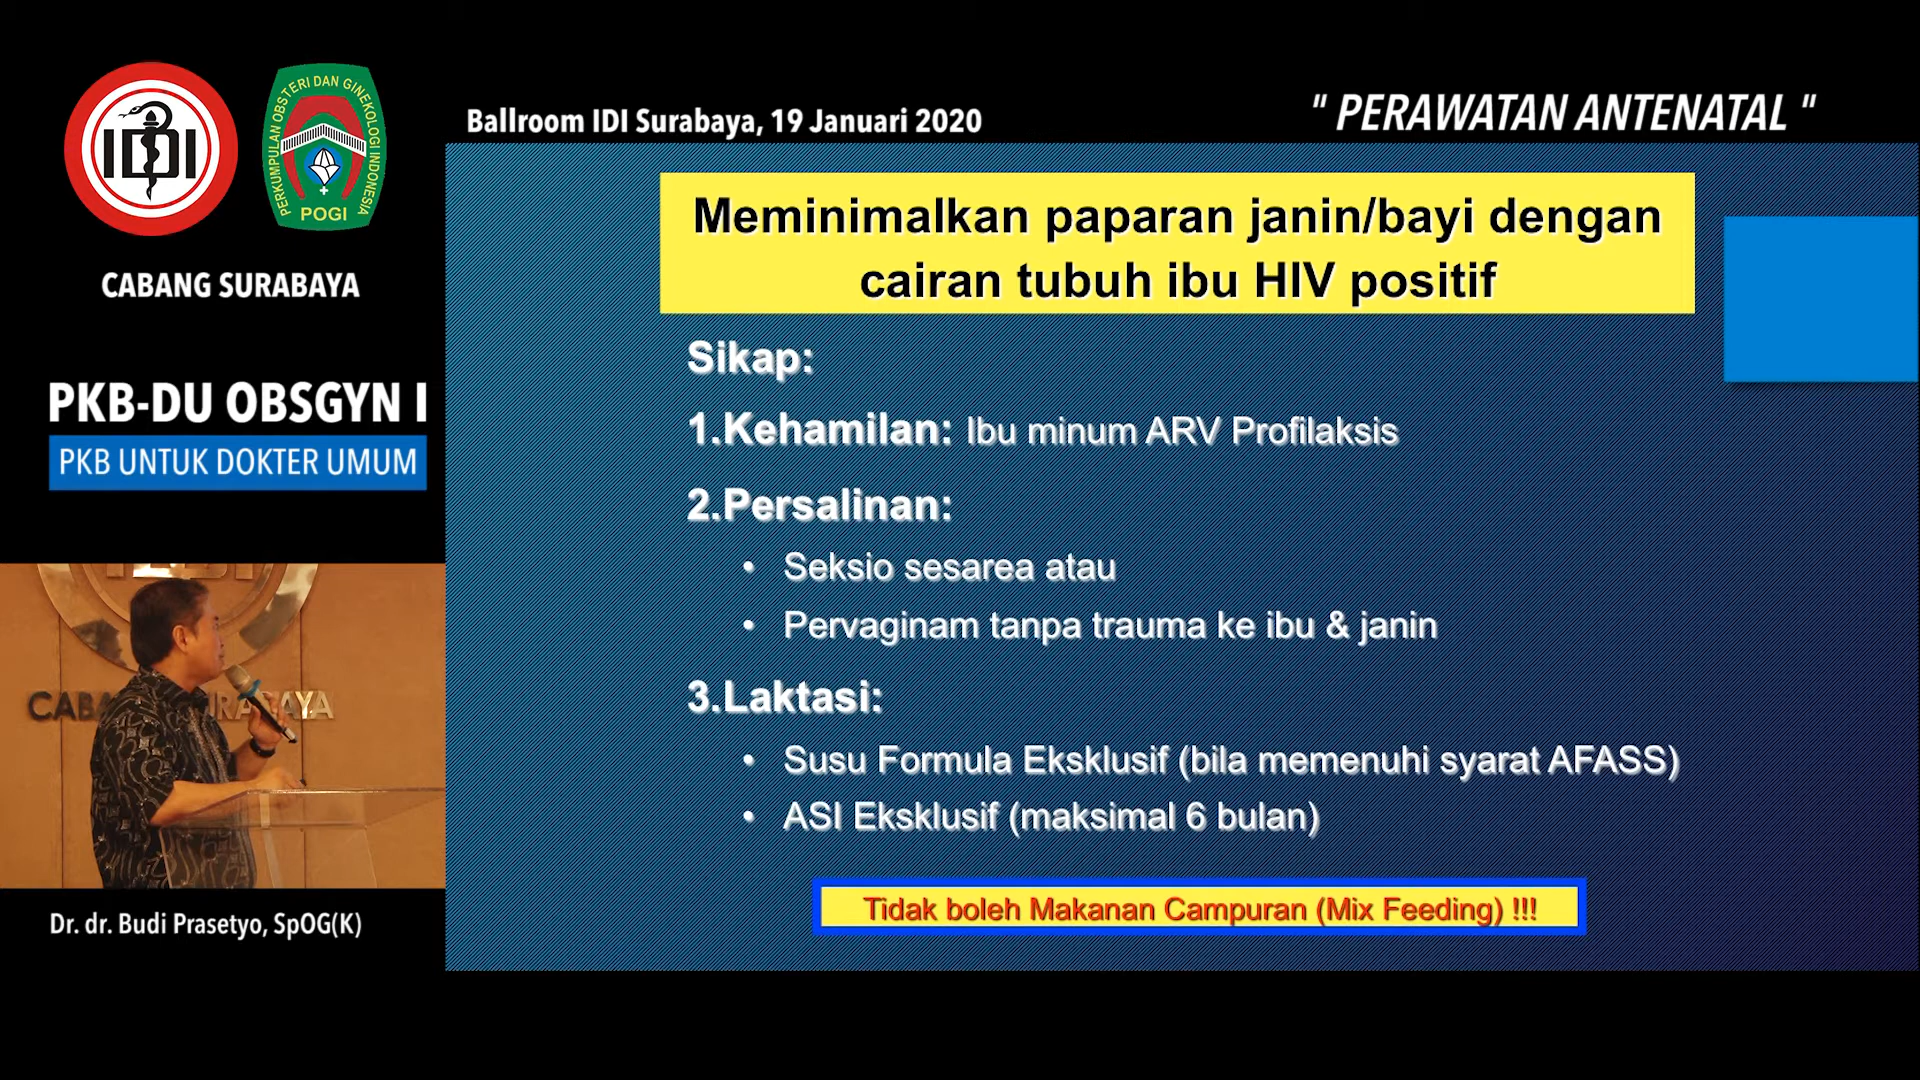 IDI
PERKUMPULAN OBSTERI DAN GINEKOLOGI INDONESIA
POGI
CABANG SURABAYA
PKB-DU OBSGYN I
PKB UNTUK DOKTER UMUM
Dr. dr. Budi Prasetyo, SpOG(K)
Ballroom IDI Surabaya, 19 Januari 2020
" PERAWATAN ANTENATAL "
Meminimalkan paparan janin/bayi dengan
cairan tubuh ibu HIV positif
Sikap:
1.Kehamilan: Ibu minum ARV Profilaksis
2.Persalinan:
• Seksio sesarea atau
• Pervaginam tanpa trauma ke ibu & janin
3.Laktasi:
• Susu Formula Eksklusif (bila memenuhi syarat AFASS)
• ASI Eksklusif (maksimal 6 bulan)
Tidak boleh Makanan Campuran (Mix Feeding) !!!